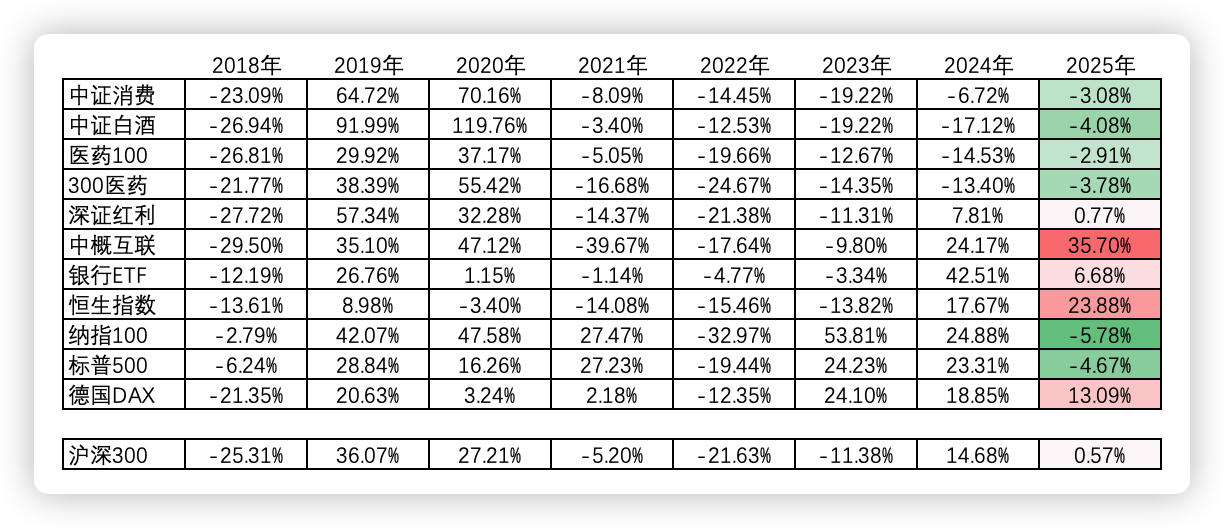 2018年 2019年 2020年 2021年 2022年 2023年 2024年 2025年
中证消费 -23.09% 64.72% 70.16% -8.09% -14.45% -19.22% -6.72% -3.08%
中证白酒 -26.94% 91.99% 119.76% -3.40% -12.53% -19.22% -17.12% -4.08%
医药100 -26.81% 29.92% 37.17% -5.05% -19.66% -12.67% -14.53% -2.91%
300医药 -21.77% 38.39% 55.42% -16.68% -24.67% -14.35% -13.40% -3.78%
深证红利 -27.72% 57.34% 32.28% -14.37% -21.38% -11.31% 7.81% 0.77%
中概互联 -29.50% 35.10% 47.12% -39.67% -17.64% -9.80% 24.17% 35.70%
银行ETF -12.19% 26.76% 1.15% -1.14% -4.77% -3.34% 42.51% 6.68%
恒生指数 -13.61% 8.98% -3.40% -14.08% -15.46% -13.82% 17.67% 23.88%
纳指100 -2.79% 42.07% 47.58% 27.47% -32.97% 53.81% 24.88% -5.78%
标普500 -6.24% 28.84% 16.26% 27.23% -19.44% 24.23% 23.31% -4.67%
德国DAX -21.35% 20.63% 3.24% 2.18% -12.35% 24.10% 18.85% 13.09%
沪深300 -25.31% 36.07% 27.21% -5.20% -21.63% -11.38% 14.68% 0.57%